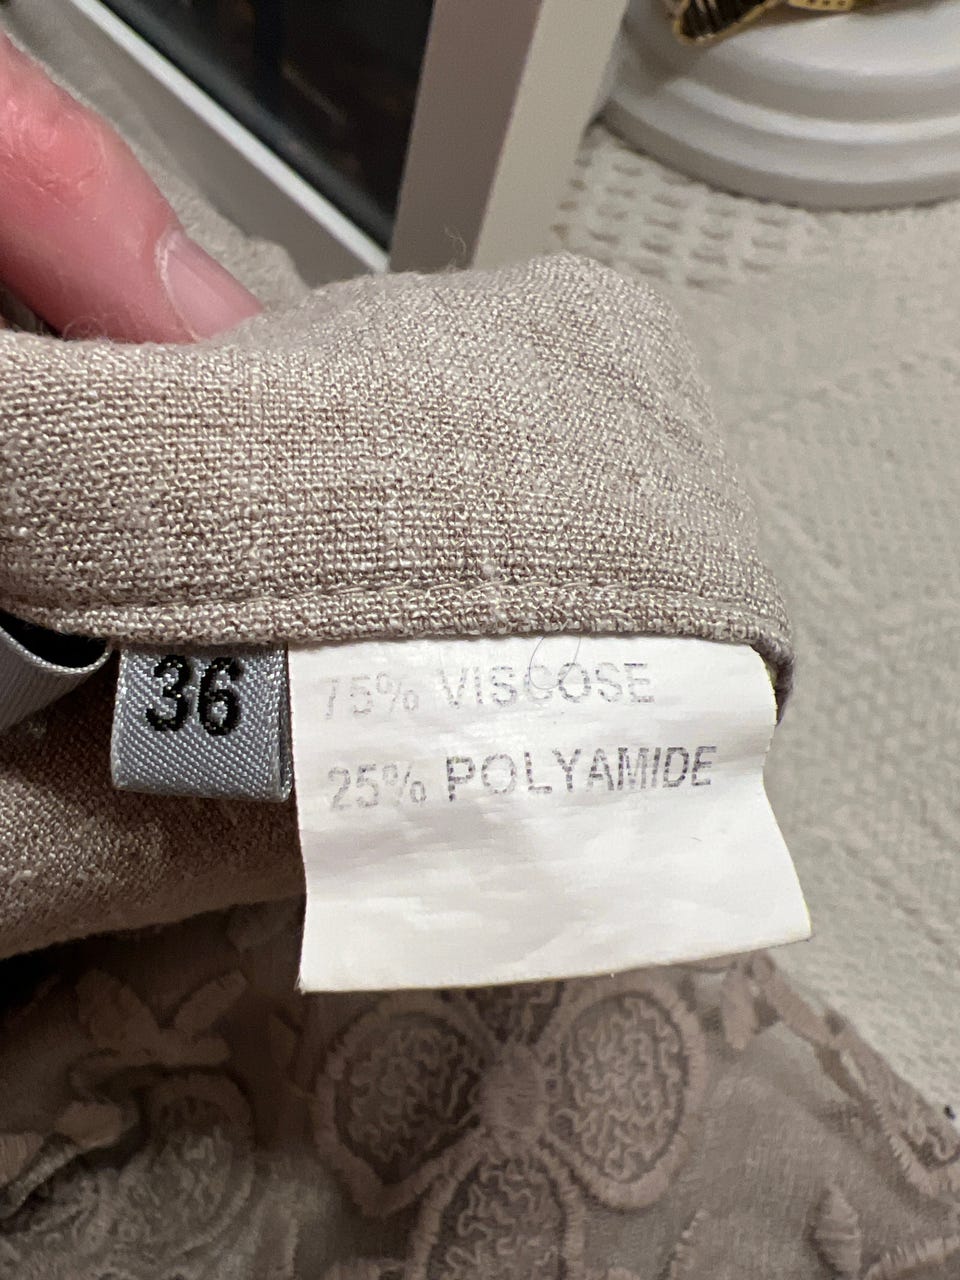 36
75% VISCOSE
25% POLYAMIDE